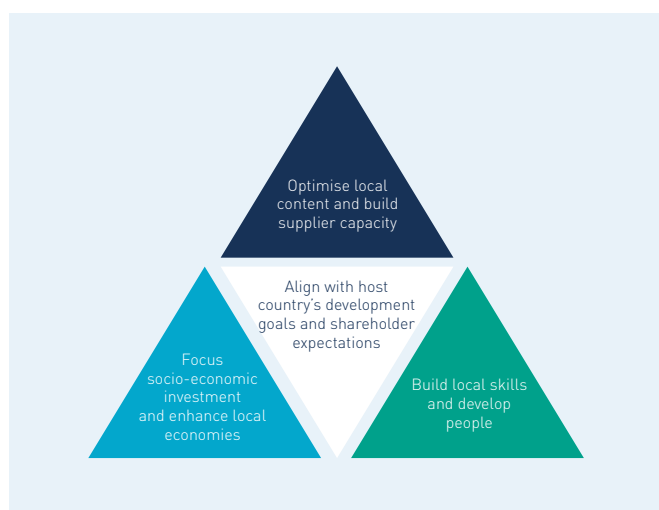 Optimise local
content and build
supplier capacity
Align with host
country’s development
goals and shareholder
expectations
Focus
socio-economic
investment
and enhance local
economies
Build local skills
and develop
people